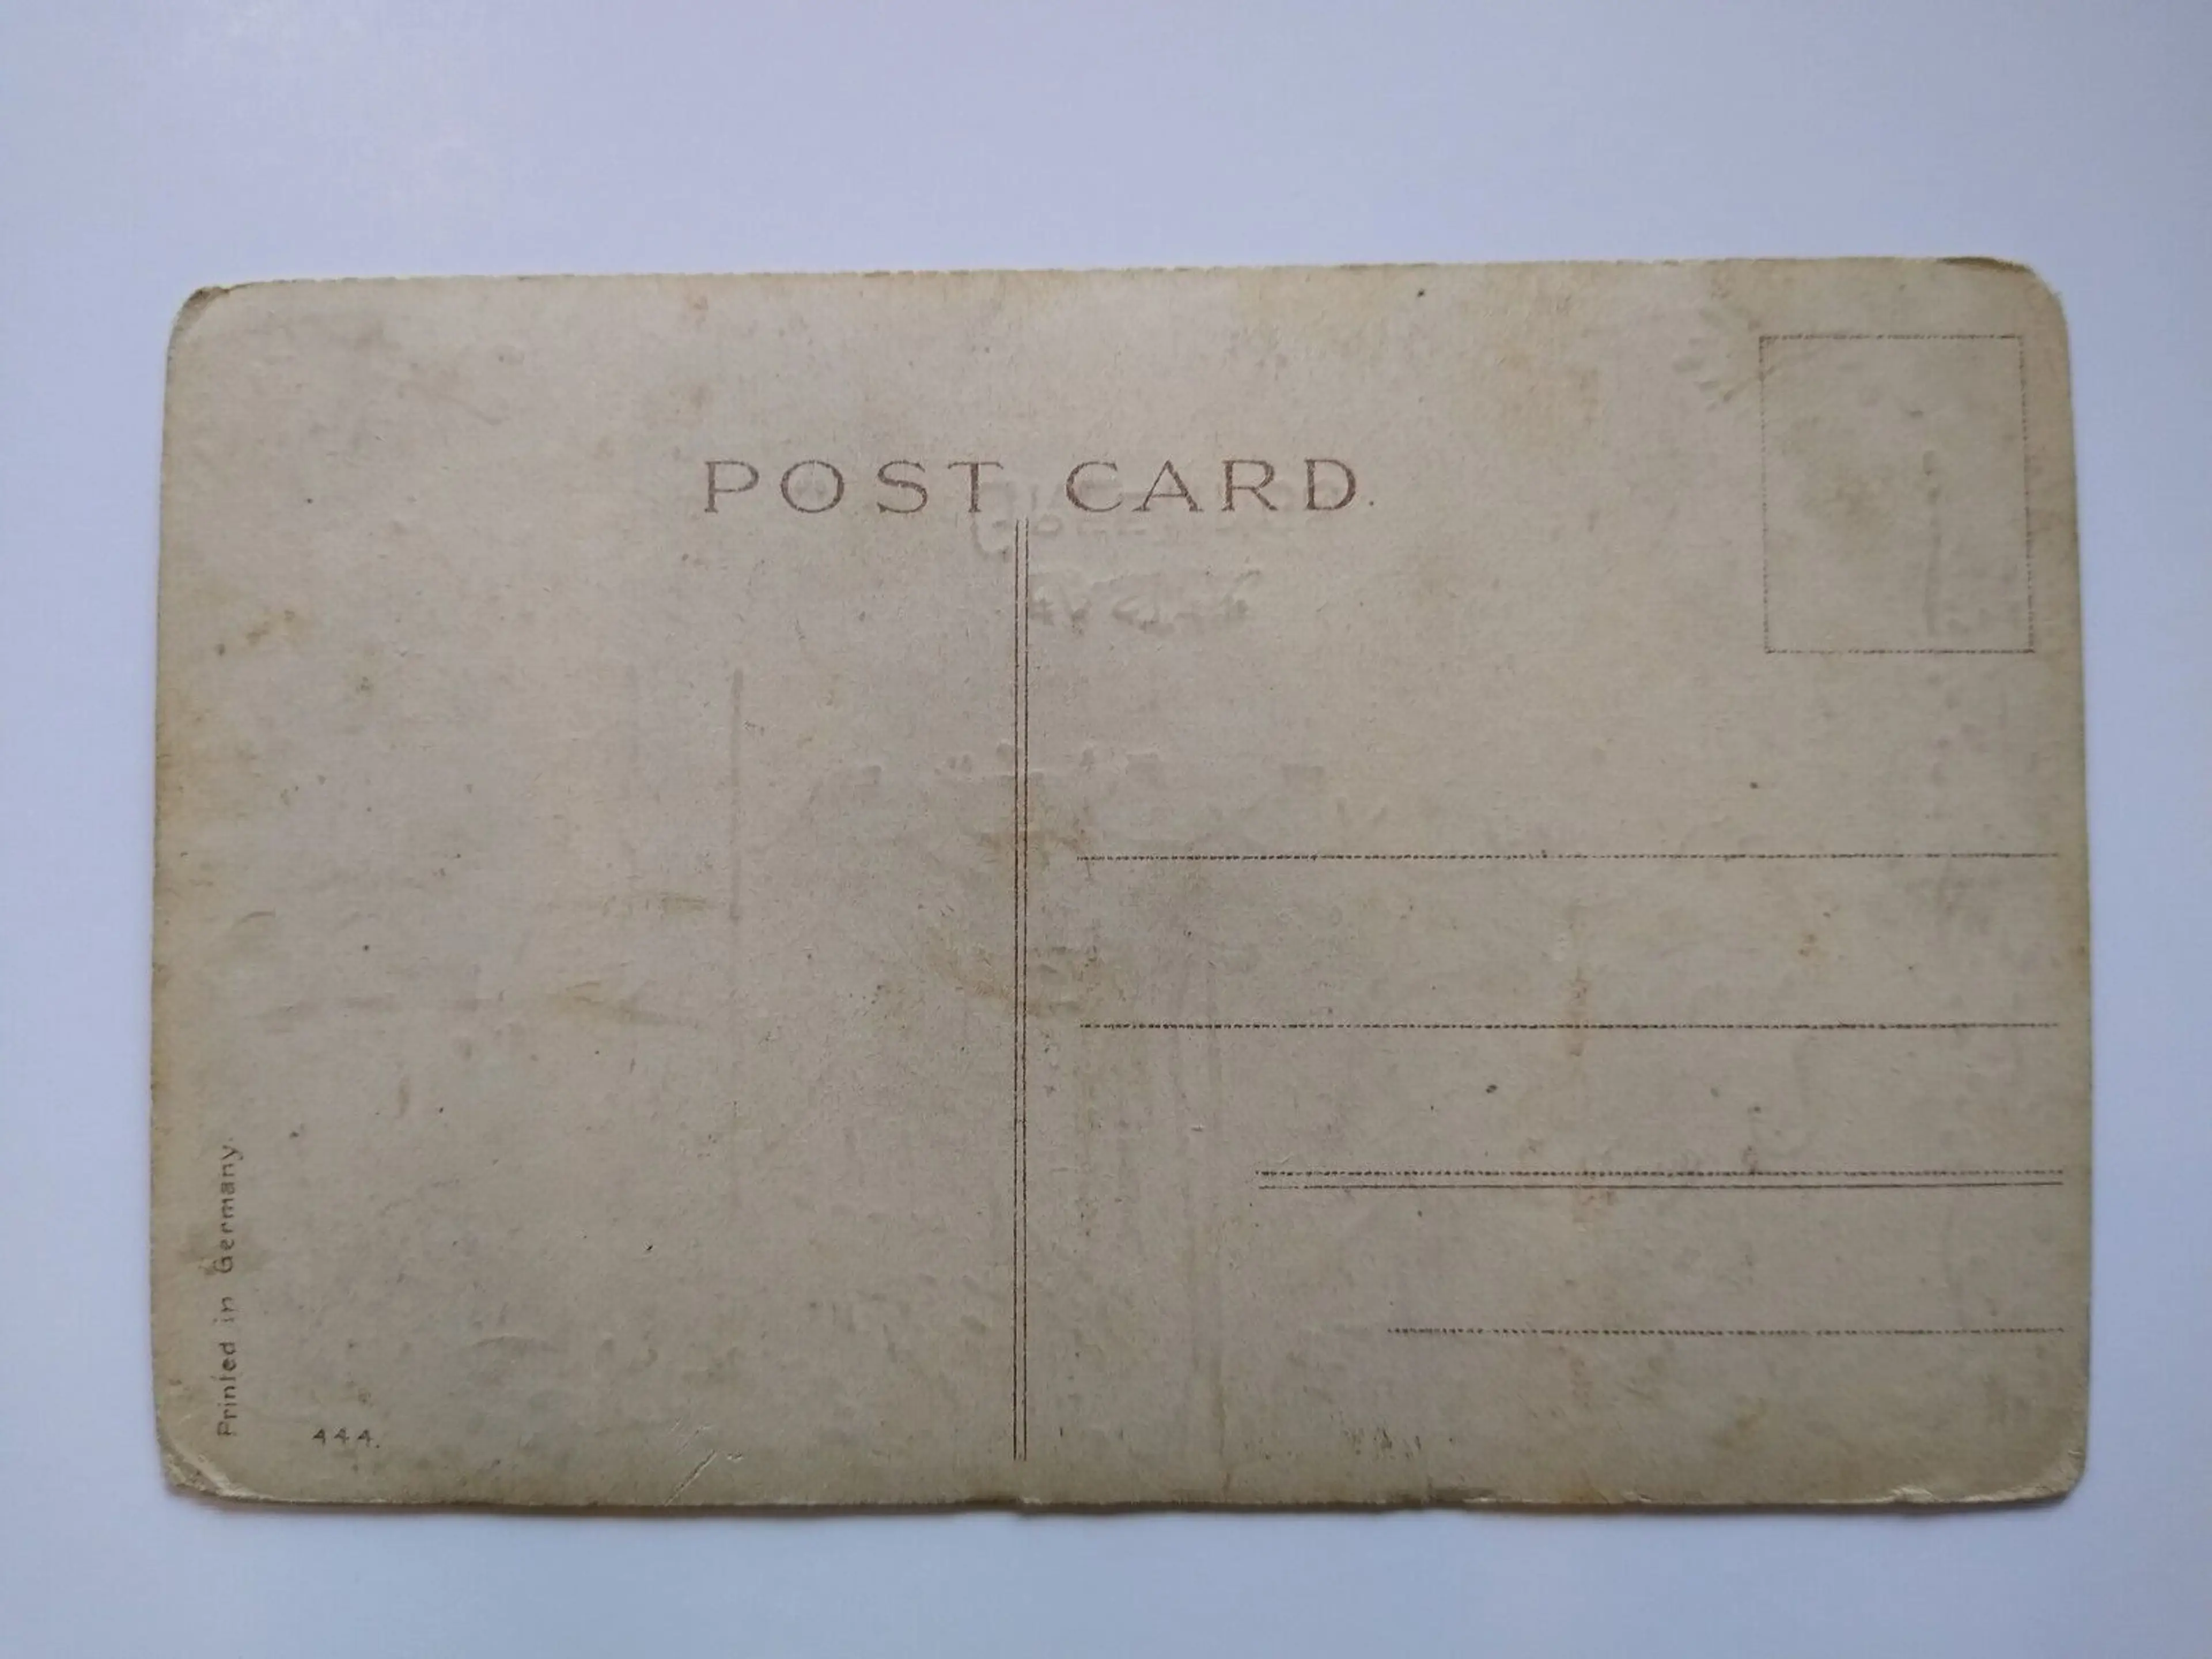 POST CARD.
Printed in Germany.
444.